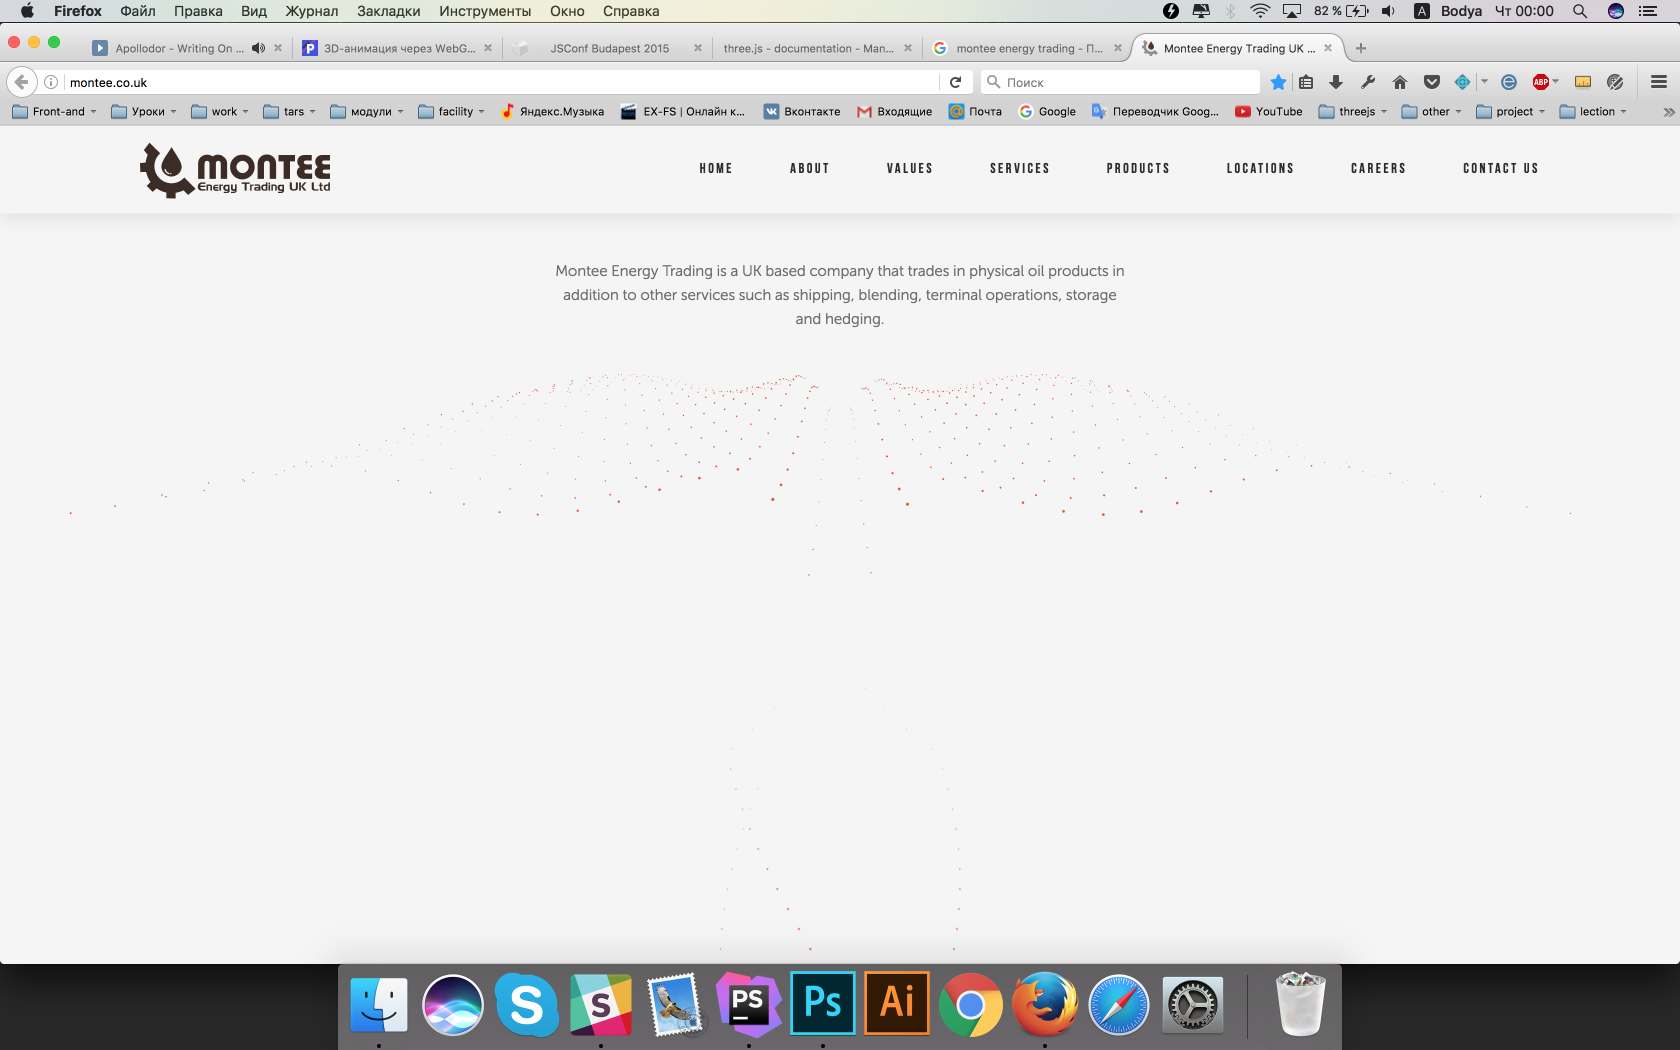 Firefox Файл Правка Вид Журнал Закладки Инструменты Окно Справка 82 % A Bodya Чт 00:00
Apollodor - Writing On ... 3D-анимация через WebG... JSConf Budapest 2015 three.js - documentation - Man... montee energy trading - П... Montee Energy Trading UK ...
montee.co.uk Поиск ABP
Front-and Уроки work tars модули facility Яндекс.Музыка EX-FS | Онлайн к... Вконтакте Входящие Почта Google Переводчик Goog... YouTube threejs other project lection
MONTEE
Energy Trading UK Ltd
HOME ABOUT VALUES SERVICES PRODUCTS LOCATIONS CAREERS CONTACT US
Montee Energy Trading is a UK based company that trades in physical oil products in
addition to other services such as shipping, blending, terminal operations, storage
and hedging.
S S PS Ps Ai